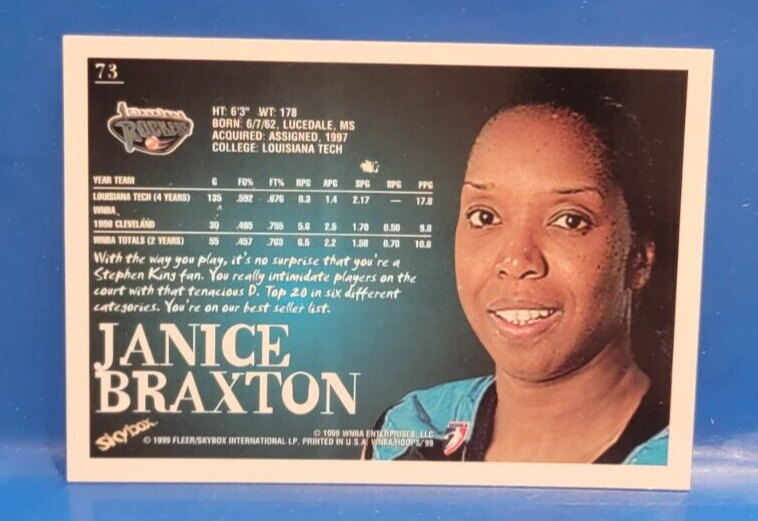 73
Cleveland
ROCKERS
HT: 6'3" WT: 178
BORN: 6/7/62, LUCEDALE, MS
ACQUIRED: ASSIGNED, 1997
COLLEGE: LOUISIANA TECH
YEAR TEAM G FG% FT% RPG APG SPG BPG PPG
LOUISIANA TECH (4 YEARS) 135 .592 .676 8.3 1.4 2.17 — 17.8
WNBA
1998 CLEVELAND 30 .495 .755 5.6 2.5 1.70 0.50 9.8
WNBA TOTALS (2 YEARS) 55 .457 .763 6.5 2.2 1.58 0.76 10.6
With the way you play, it's no surprise that you're a
Stephen King fan. You really intimidate players on the
court with that tenacious D. Top 20 in six different
categories. You're on our best seller list.
JANICE
BRAXTON
SkyBox
© 1999 WNBA ENTERPRISES, LLC
© 1999 FLEER/SKYBOX INTERNATIONAL LP, PRINTED IN U.S.A. WNBA/HOOPS/'99